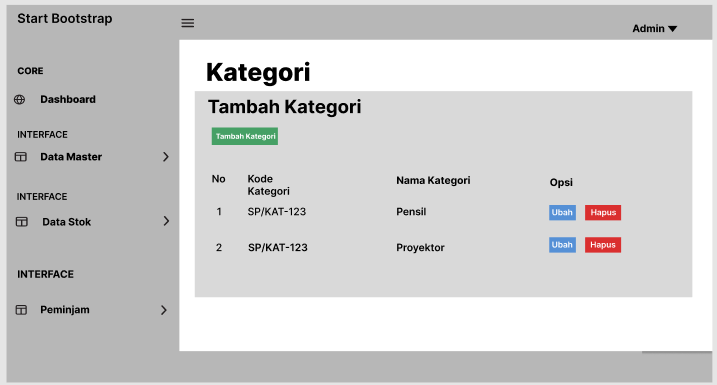 Start Bootstrap
Admin
CORE
Dashboard
INTERFACE
Data Master
INTERFACE
Data Stok
INTERFACE
Peminjam
Kategori
Tambah Kategori
Tambah Kategori
No Kode Kategori Nama Kategori Opsi
1 SP/KAT-123 Pensil Ubah Hapus
2 SP/KAT-123 Proyektor Ubah Hapus